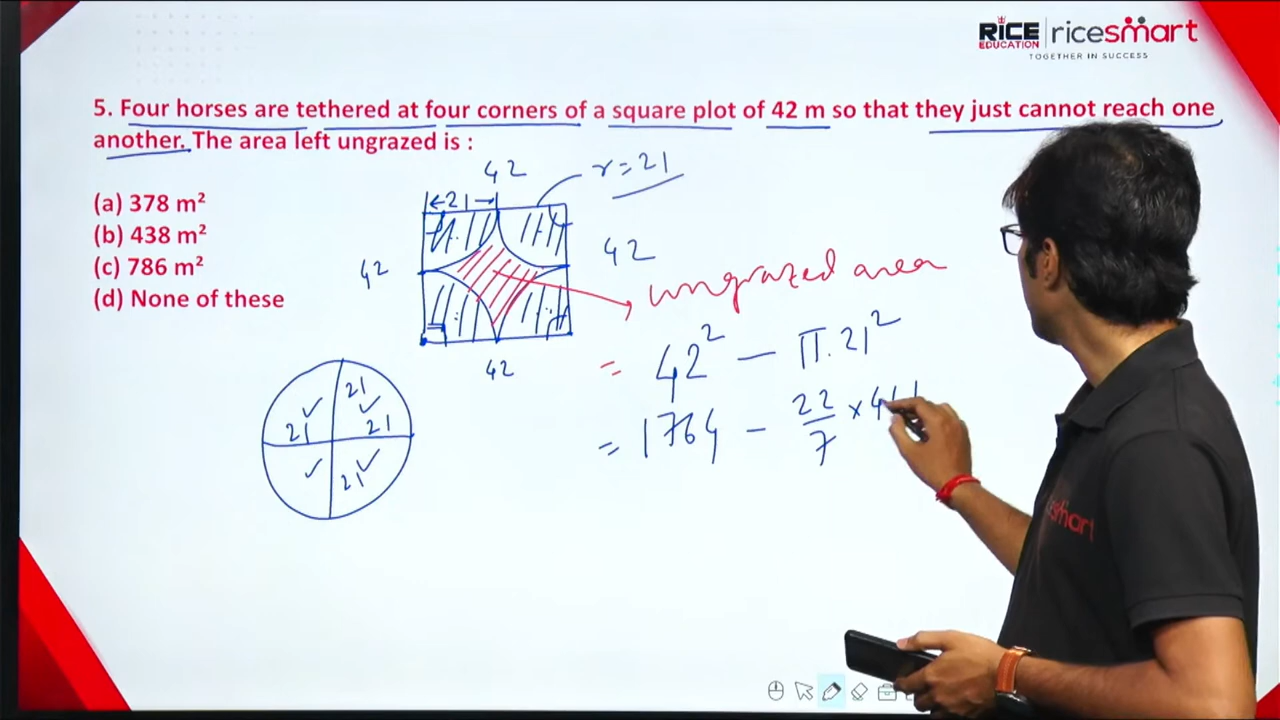 RICE EDUCATION ricesmart
TOGETHER IN SUCCESS
5. Four horses are tethered at four corners of a square plot of 42 m so that they just cannot reach one
another. The area left ungrazed is :
(a) 378 m²
(b) 438 m²
(c) 786 m²
(d) None of these
42
r=21
21
42
42
42
ungrazed area
= 42² – π.21²
= 1764 – 22/7 × 441
21
21
21
21